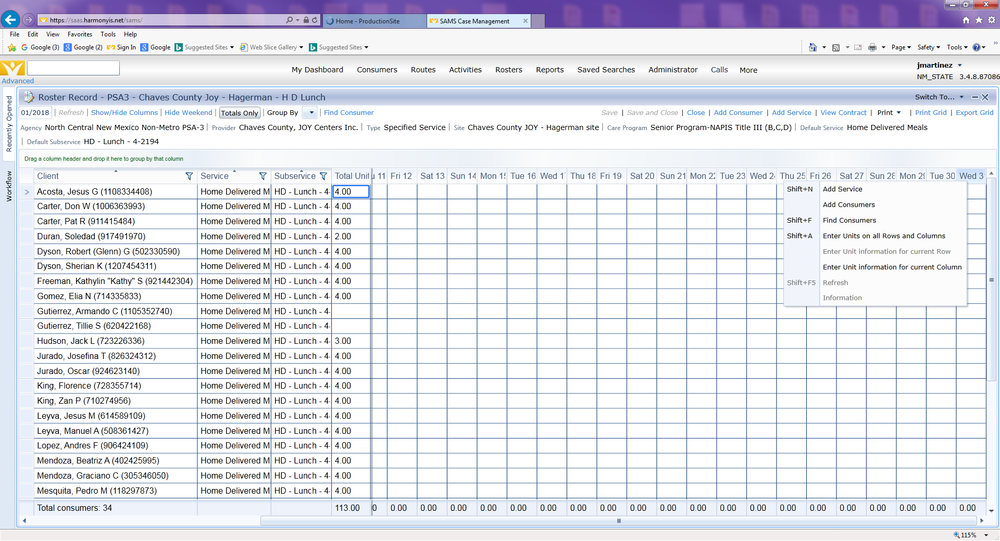 https://saas.harmonyis.net/sams/
Home - ProductionSite
SAMS Case Management
File Edit View Favorites Tools Help
Google (3) Google (2) Sign In Google Suggested Sites Web Slice Gallery Suggested Sites Page Safety Tools
My Dashboard Consumers Routes Activities Rosters Reports Saved Searches Administrator Calls More
jmartinez
NM_STATE 3.4.8.87086
Advanced
Recently Opened
Workflow
Roster Record - PSA3 - Chaves County Joy - Hagerman - H D Lunch
Switch To...
01/2018 | Refresh | Show/Hide Columns | Hide Weekend | Totals Only | Group By | Find Consumer
Save | Save and Close | Close | Add Consumer | Add Service | View Contract | Print | Print Grid | Export Grid
Agency North Central New Mexico Non-Metro PSA-3 | Provider Chaves County, JOY Centers Inc. | Type Specified Service | Site Chaves County JOY - Hagerman site | Care Program Senior Program-NAPIS Title III (B,C,D) | Default Service Home Delivered Meals
| Default Subservice HD - Lunch - 4-2194
Drag a column header and drop it here to group by that column
Client Service Subservice Total Unit 11 Fri 12 Sat 13 Sun 14 Mon 15 Tue 16 Wed 1 Thu 18 Fri 19 Sat 20 Sun 21 Mon 22 Tue 23 Wed 24 Thu 25 Fri 26 Sat 27 Sun 28 Mon 29 Tue 30 Wed 3
Acosta, Jesus G (1108334408) Home Delivered M HD - Lunch - 4- 4.00
Carter, Don W (1006363993) Home Delivered M HD - Lunch - 4- 4.00
Carter, Pat R (911415484) Home Delivered M HD - Lunch - 4- 4.00
Duran, Soledad (917491970) Home Delivered M HD - Lunch - 4- 2.00
Dyson, Robert (Glenn) G (502330590) Home Delivered M HD - Lunch - 4- 4.00
Dyson, Sherian K (1207454311) Home Delivered M HD - Lunch - 4- 4.00
Freeman, Kathylin "Kathy" S (921442304) Home Delivered M HD - Lunch - 4- 4.00
Gomez, Elia N (714335833) Home Delivered M HD - Lunch - 4- 4.00
Gutierrez, Armando C (1105352740) Home Delivered M HD - Lunch - 4-
Gutierrez, Tillie S (620422168) Home Delivered M HD - Lunch - 4-
Hudson, Jack L (723226336) Home Delivered M HD - Lunch - 4- 3.00
Jurado, Josefina T (826324312) Home Delivered M HD - Lunch - 4- 4.00
Jurado, Oscar (924623140) Home Delivered M HD - Lunch - 4- 4.00
King, Florence (728355714) Home Delivered M HD - Lunch - 4- 4.00
King, Zan P (710274956) Home Delivered M HD - Lunch - 4- 4.00
Leyva, Jesus M (614589109) Home Delivered M HD - Lunch - 4- 4.00
Leyva, Manuel A (508361427) Home Delivered M HD - Lunch - 4- 4.00
Lopez, Andres F (906424109) Home Delivered M HD - Lunch - 4- 4.00
Mendoza, Beatriz A (402425995) Home Delivered M HD - Lunch - 4- 4.00
Mendoza, Graciano C (305346050) Home Delivered M HD - Lunch - 4- 4.00
Mesquita, Pedro M (118297873) Home Delivered M HD - Lunch - 4- 4.00
Shift+N Add Service
Add Consumers
Shift+F Find Consumers
Shift+A Enter Units on all Rows and Columns
Enter Unit information for current Row
Enter Unit information for current Column
Shift+F5 Refresh
Information
Total consumers: 34 113.00 0 0.00 0.00 0.00 0.00 0.00 0.00 0.00 0.00 0.00 0.00 0.00 0.00 0.00 0.00 0.00 0.00 0.00 0.00 0.00 0.00
115%